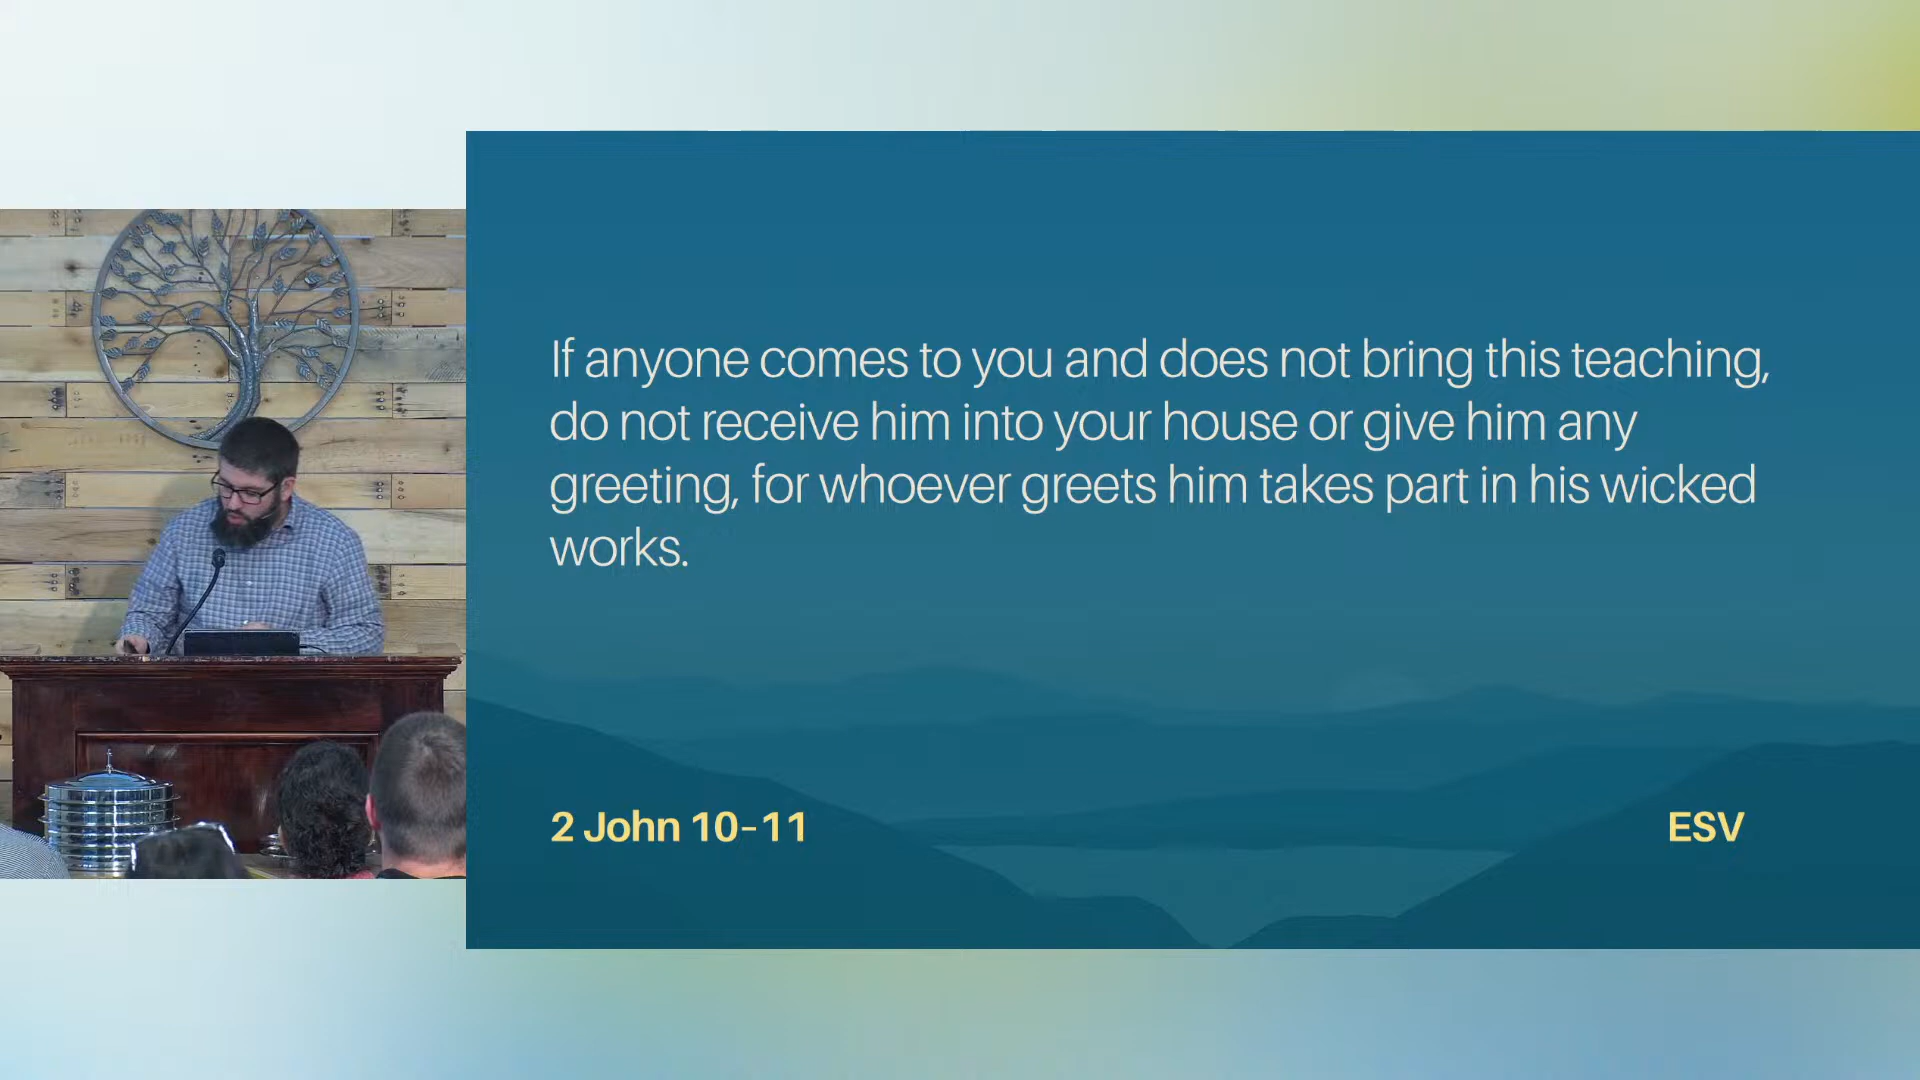 If anyone comes to you and does not bring this teaching,
do not receive him into your house or give him any
greeting, for whoever greets him takes part in his wicked
works.
2 John 10–11
ESV